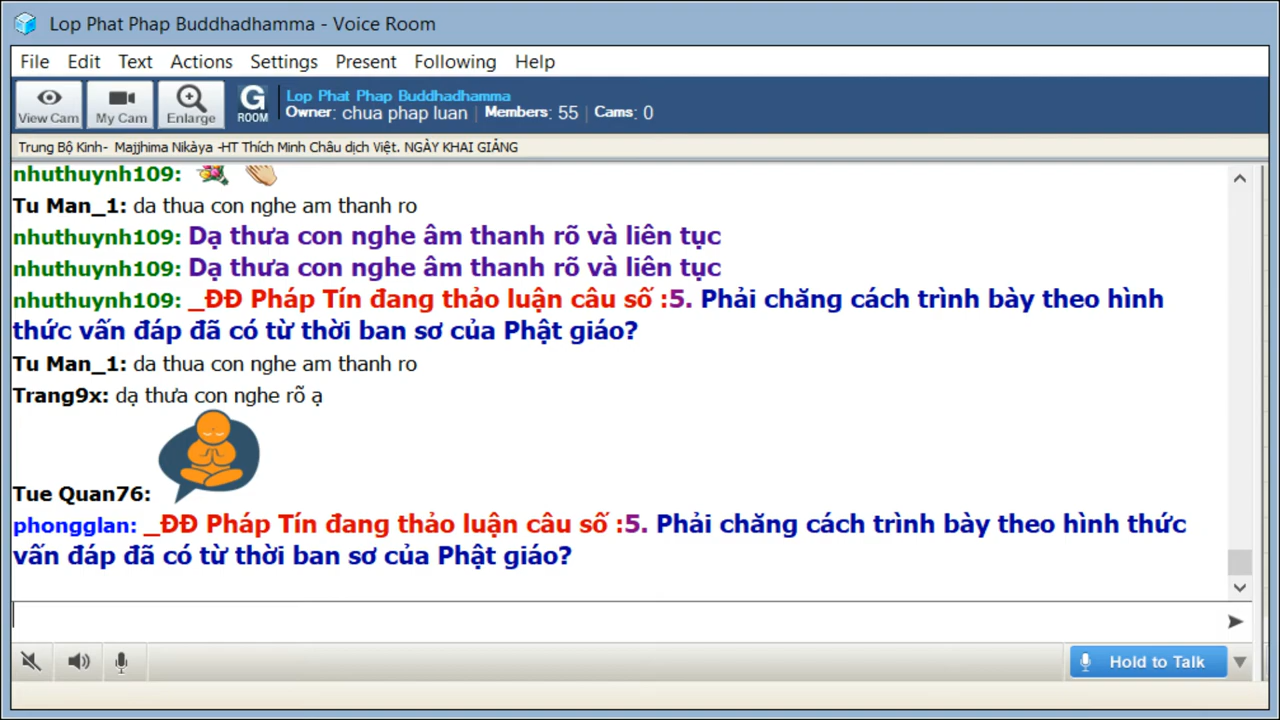 Lop Phat Phap Buddhadhamma - Voice Room
File Edit Text Actions Settings Present Following Help
View Cam My Cam Enlarge G ROOM
Lop Phat Phap Buddhadhamma
Owner: chua phap luan | Members: 55 | Cams: 0
Trung Bộ Kinh- Majjhima Nikàya -HT Thích Minh Châu dịch Việt. NGÀY KHAI GIẢNG
nhuthuynh109:
Tu Man_1: da thua con nghe am thanh ro
nhuthuynh109: Dạ thưa con nghe âm thanh rõ và liên tục
nhuthuynh109: Dạ thưa con nghe âm thanh rõ và liên tục
nhuthuynh109: _ĐĐ Pháp Tín đang thảo luận câu số :5. Phải chăng cách trình bày theo hình
thức vấn đáp đã có từ thời ban sơ của Phật giáo?
Tu Man_1: da thua con nghe am thanh ro
Trang9x: dạ thưa con nghe rõ ạ
Tue Quan76:
phongglan: _ĐĐ Pháp Tín đang thảo luận câu số :5. Phải chăng cách trình bày theo hình thức
vấn đáp đã có từ thời ban sơ của Phật giáo?
Hold to Talk